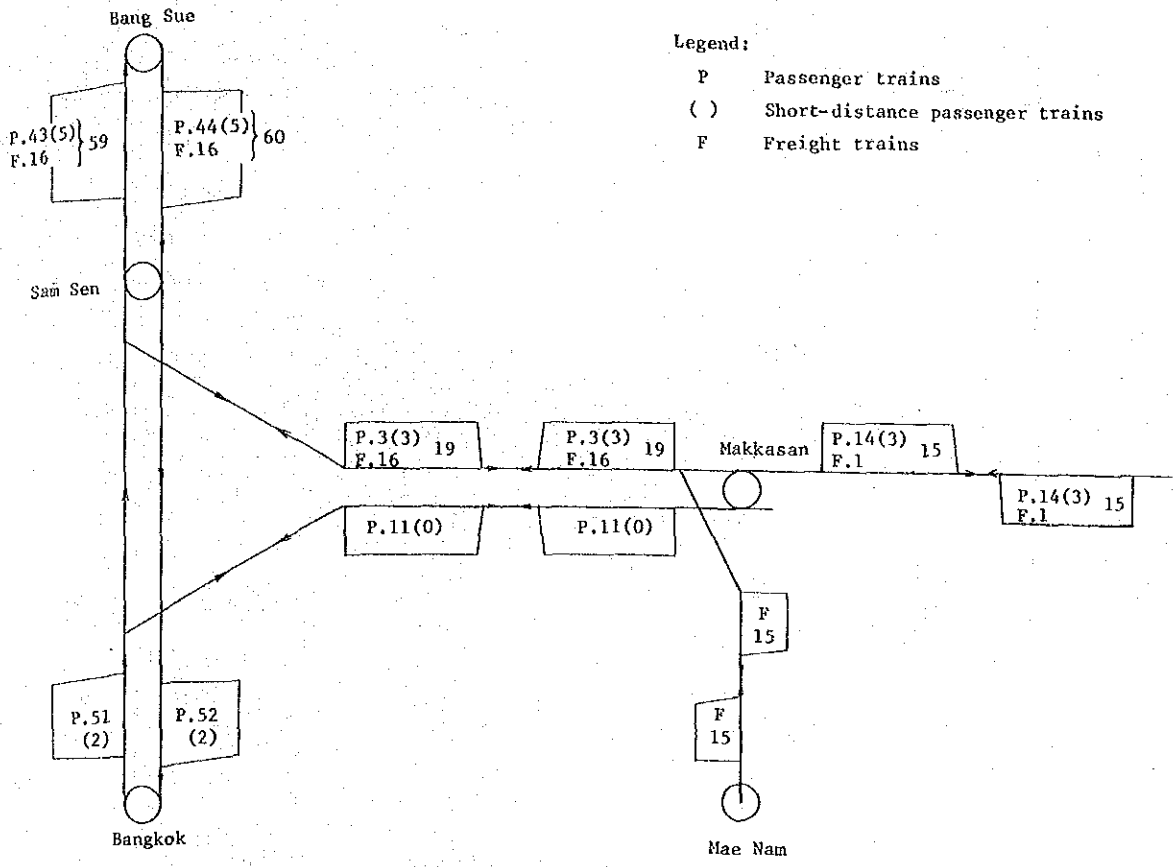 Bang Sue
Legend:
P Passenger trains
( ) Short-distance passenger trains
F Freight trains
P.43(5)
F.16 } 59
P.44(5)
F.16 } 60
Sam Sen
P.3(3) 19
F.16
P.3(3) 19
F.16
Makkasan
P.14(3) 15
F.1
P.14(3) 15
F.1
P.11(0)
P.11(0)
F
15
F
15
P.51
(2)
P.52
(2)
Bangkok
Mae Nam